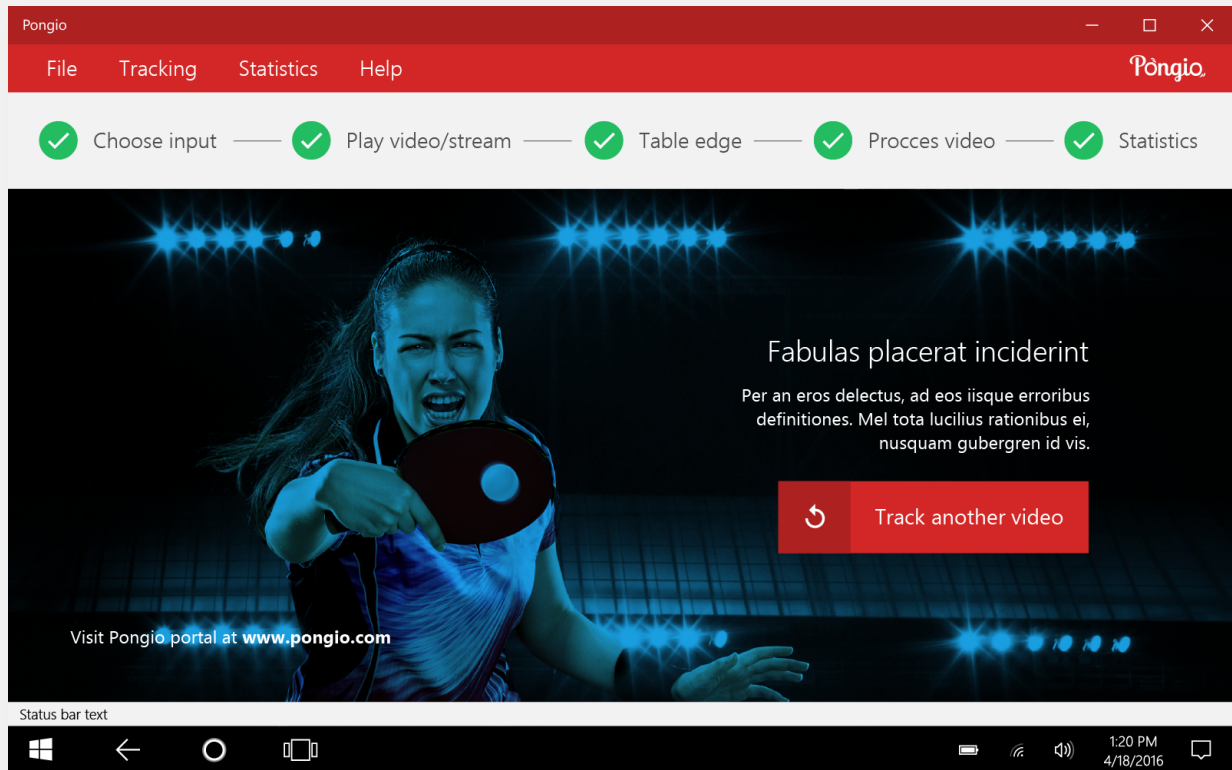 Pongio
File Tracking Statistics Help Pongio
Choose input Play video/stream Table edge Procces video Statistics
Fabulas placerat inciderint
Per an eros delectus, ad eos iisque erroribus
definitiones. Mel tota lucilius rationibus ei,
nusquam gubergren id vis.
Track another video
Visit Pongio portal at www.pongio.com
Status bar text
1:20 PM
4/18/2016